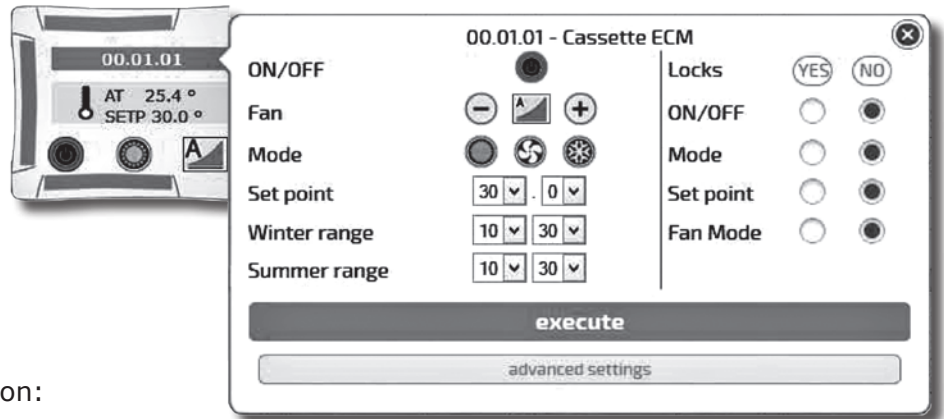 00.01.01
AT 25.4 °
SETP 30.0 °
A
00.01.01 - Cassette ECM
ON/OFF
Fan
A
Mode
Set point
30 . 0
Winter range
10 30
Summer range
10 30
Locks YES NO
ON/OFF
Mode
Set point
Fan Mode
execute
advanced settings
on: